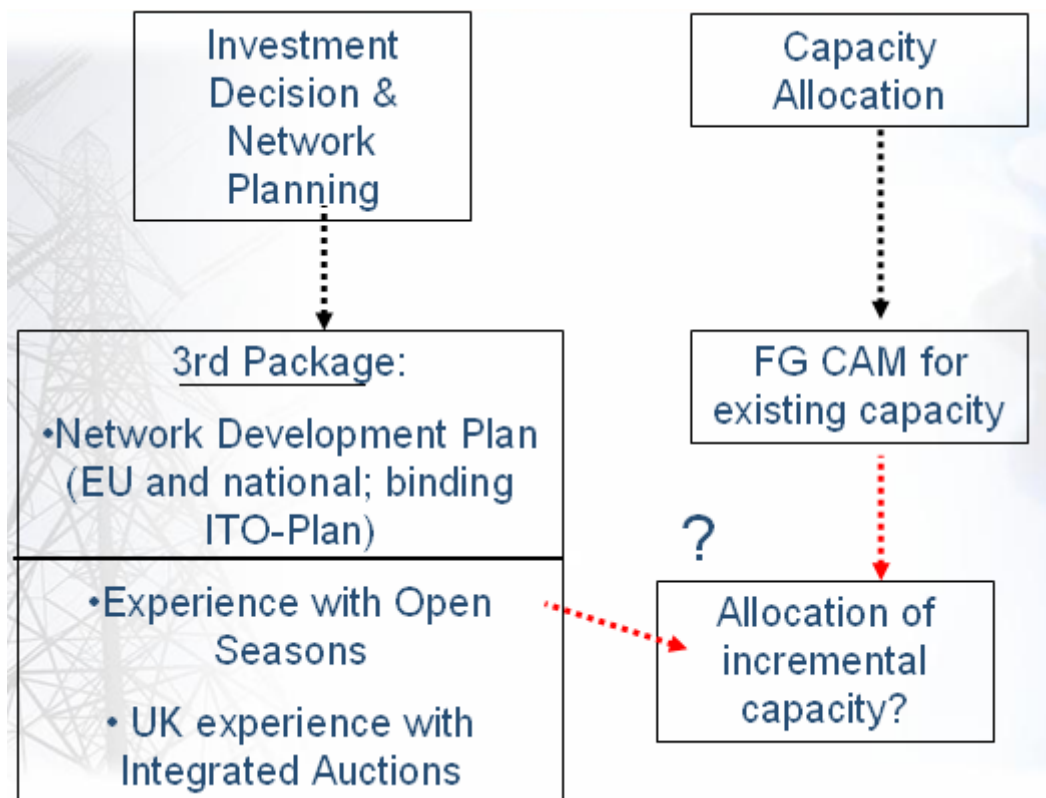 Investment
Decision &
Network
Planning
Capacity
Allocation
3rd Package:
•Network Development Plan
(EU and national; binding
ITO-Plan)
•Experience with Open
Seasons
• UK experience with
Integrated Auctions
FG CAM for
existing capacity
?
Allocation of
incremental
capacity?